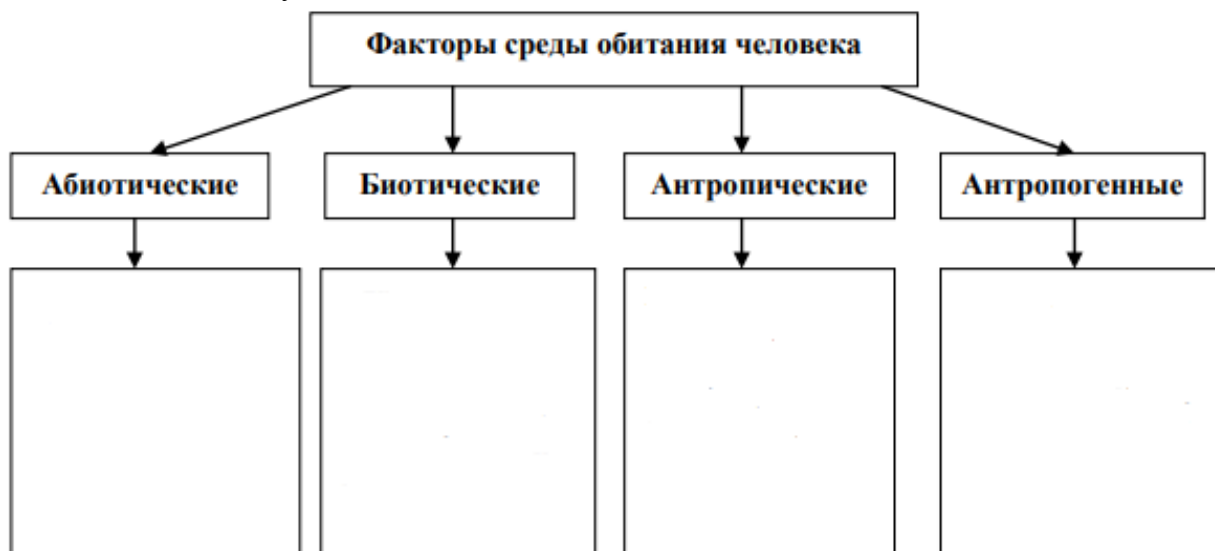 Факторы среды обитания человека
Абиотические
Биотические
Антропические
Антропогенные